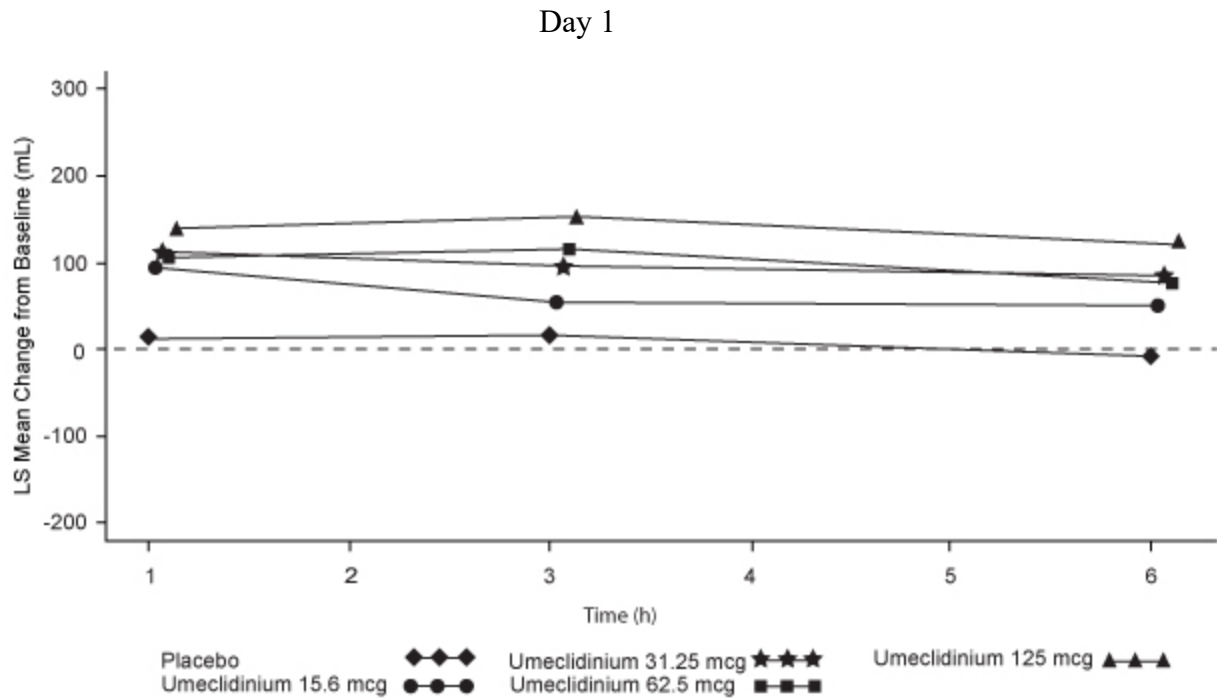 Day 1
LS Mean Change from Baseline (mL)
300
200
100
0
-100
-200
1 2 3 4 5 6
Time (h)
Placebo Umeclidinium 31.25 mcg Umeclidinium 125 mcg
Umeclidinium 15.6 mcg Umeclidinium 62.5 mcg